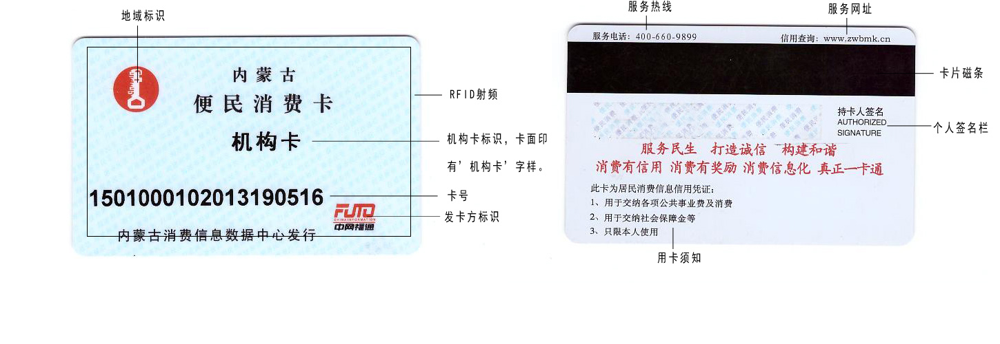 地域标识
内蒙古
便民消费卡
RFID射频
机构卡
机构卡标识，卡面印
有'机构卡'字样。
1501000102013190516
卡号
FUTO
CHINAINFORMATION
中网福通
发卡方标识
内蒙古消费信息数据中心发行
服务热线
服务网址
服务电话：400-660-9899
信用查询：www.zwbmk.cn
卡片磁条
持卡人签名
AUTHORIZED
SIGNATURE
个人签名栏
服务民生 打造诚信 构建和谐
消费有信用 消费有奖励 消费信息化 真正一卡通
此卡为居民消费信息信用凭证：
1、用于交纳各项公共事业费及消费
2、用于交纳社会保障金等
3、只限本人使用
用卡须知